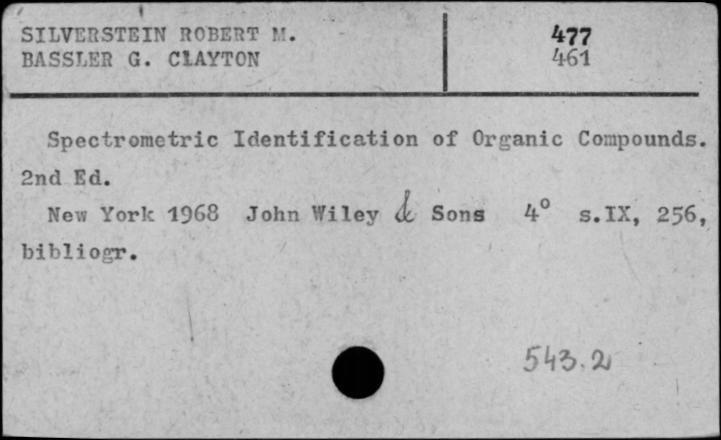 SILVERSTEIN ROBERT M.
BASSLER G. ClAYTON
477
461
Spectrometric Identification of Organic Compounds.
2nd Ed.
New York 1968 John Wiley & Sons 4° s.IX, 256,
bibliogr.
543.2